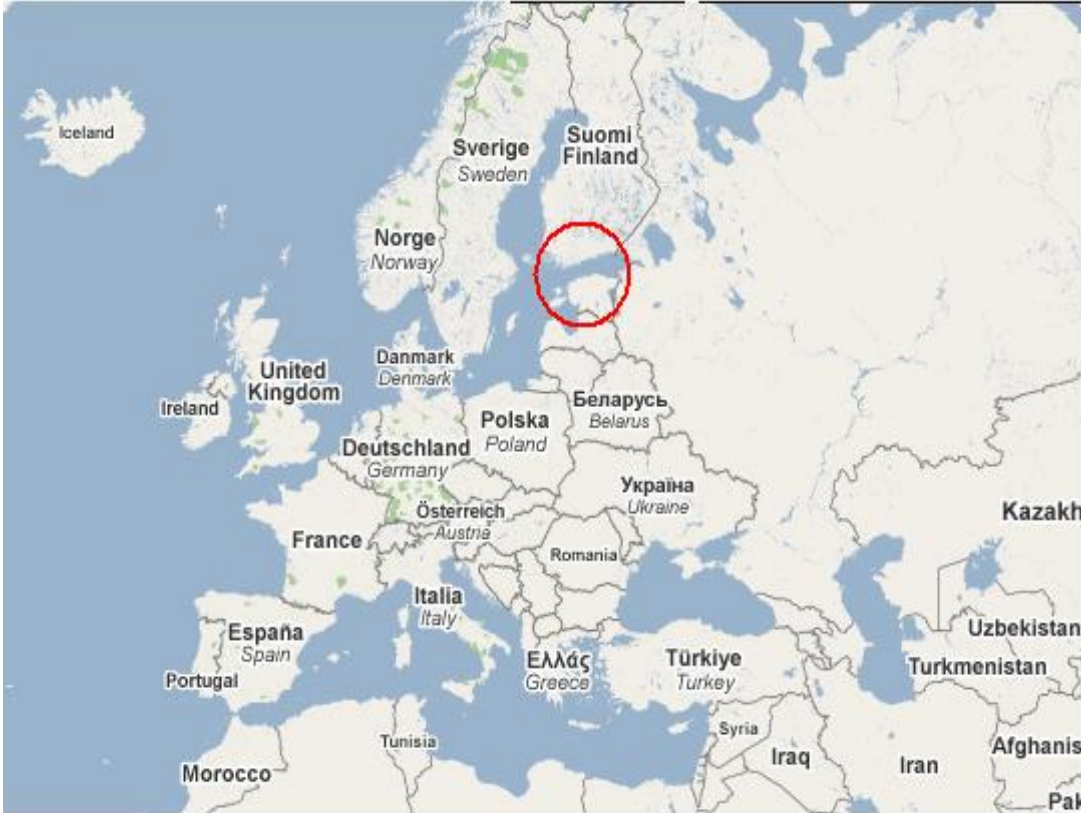 Iceland
Suomi
Finland
Sverige
Sweden
Norge
Norway
Danmark
Denmark
United
Kingdom
Ireland
Беларусь
Belarus
Polska
Poland
Deutschland
Germany
Україна
Ukraine
Österreich
Austria
Kazakh
France
Romania
Italia
Italy
España
Spain
Portugal
Ελλάς
Greece
Türkiye
Turkey
Uzbekistan
Turkmenistan
Tunisia
Syria
Iraq
Iran
Afghanis
Morocco
Pak